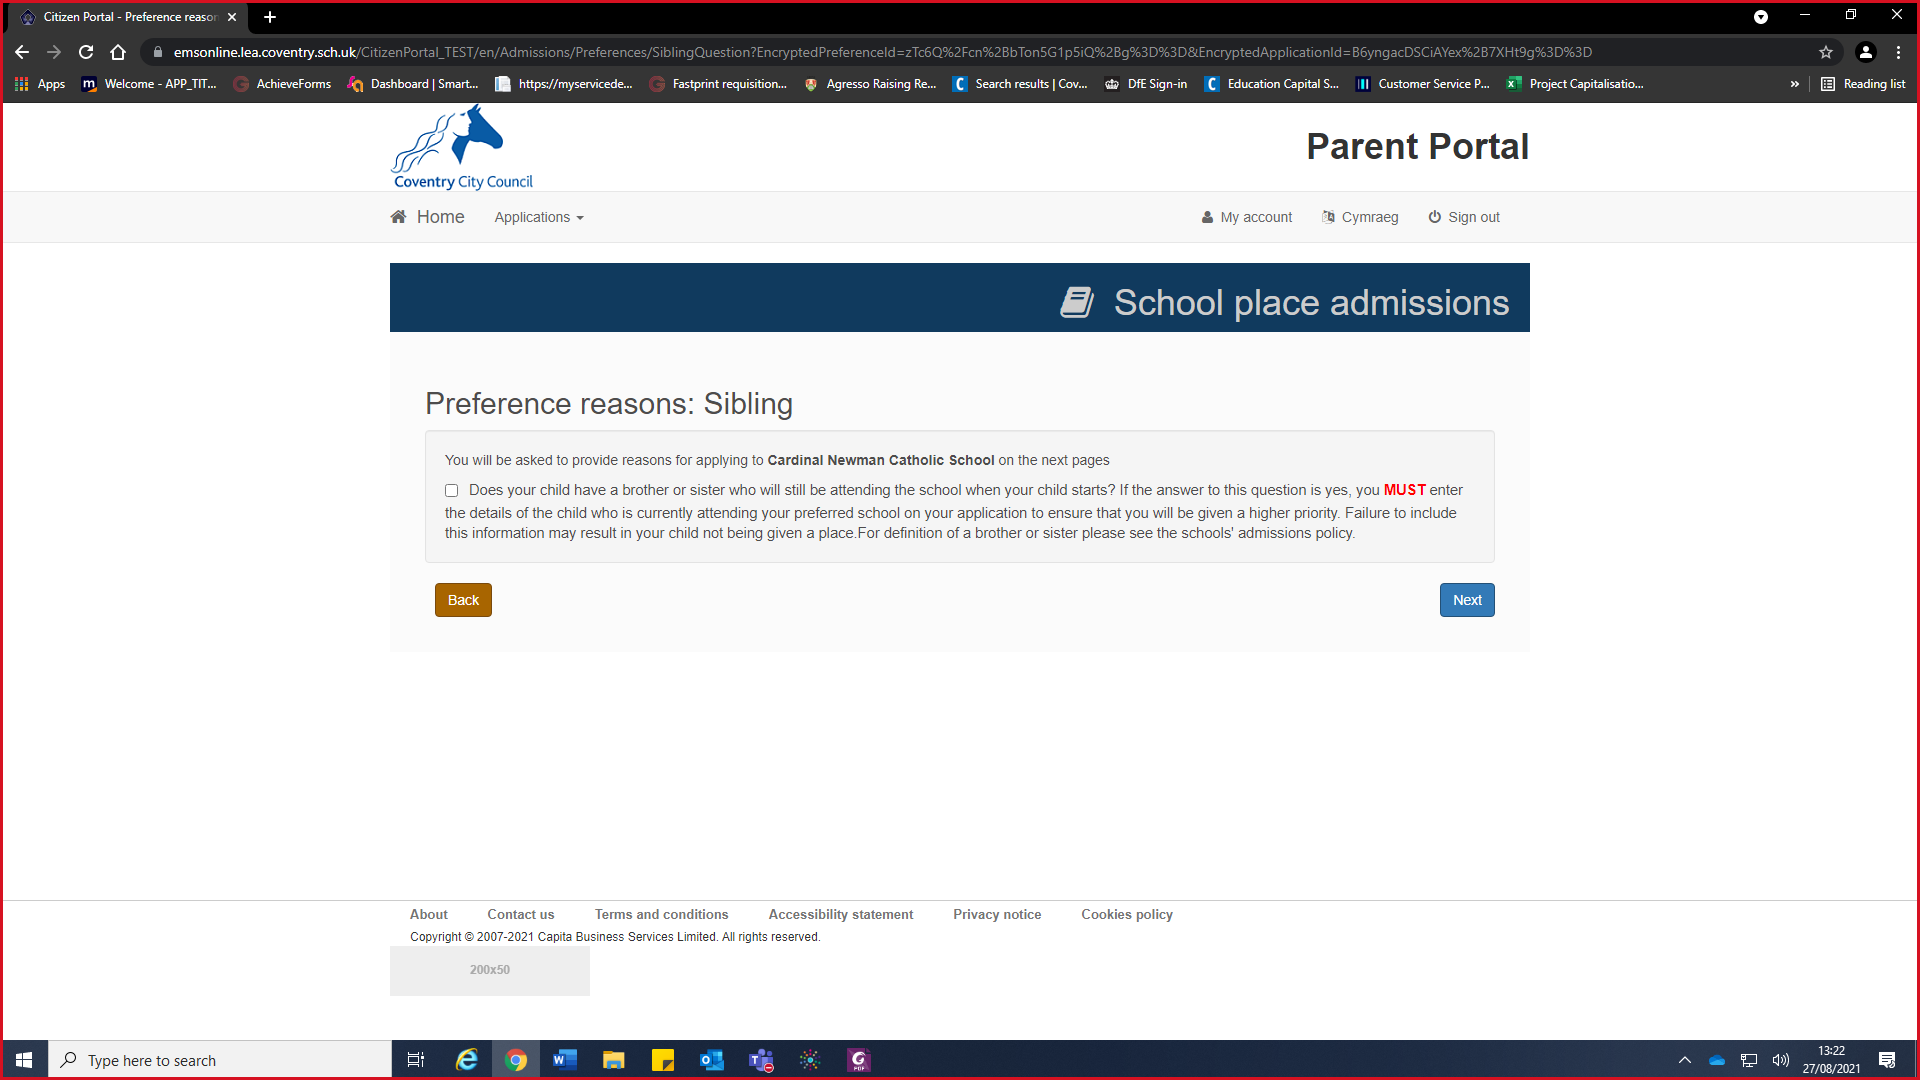 Citizen Portal - Preference reason
emsonline.lea.coventry.sch.uk/CitizenPortal_TEST/en/Admissions/Preferences/SiblingQuestion?EncryptedPreferenceId=zTc6Q%2Fcn%2BbTon5G1p5iQ%2Bg%3D%3D&EncryptedApplicationId=B6yngacDSCiAYex%2B7XHt9g%3D%3D
Apps
Welcome - APP_TIT...
AchieveForms
Dashboard | Smart...
https://myservicede...
Fastprint requisition...
Agresso Raising Re...
Search results | Cov...
DfE Sign-in
Education Capital S...
Customer Service P...
Project Capitalisatio...
»
Reading list
Coventry City Council
Parent Portal
Home
Applications
My account
Cymraeg
Sign out
School place admissions
Preference reasons: Sibling
You will be asked to provide reasons for applying to Cardinal Newman Catholic School on the next pages
Does your child have a brother or sister who will still be attending the school when your child starts? If the answer to this question is yes, you MUST enter
the details of the child who is currently attending your preferred school on your application to ensure that you will be given a higher priority. Failure to include
this information may result in your child not being given a place.For definition of a brother or sister please see the schools' admissions policy.
Back
Next
About
Contact us
Terms and conditions
Accessibility statement
Privacy notice
Cookies policy
Copyright © 2007-2021 Capita Business Services Limited. All rights reserved.
200x50
Type here to search
13:22
27/08/2021